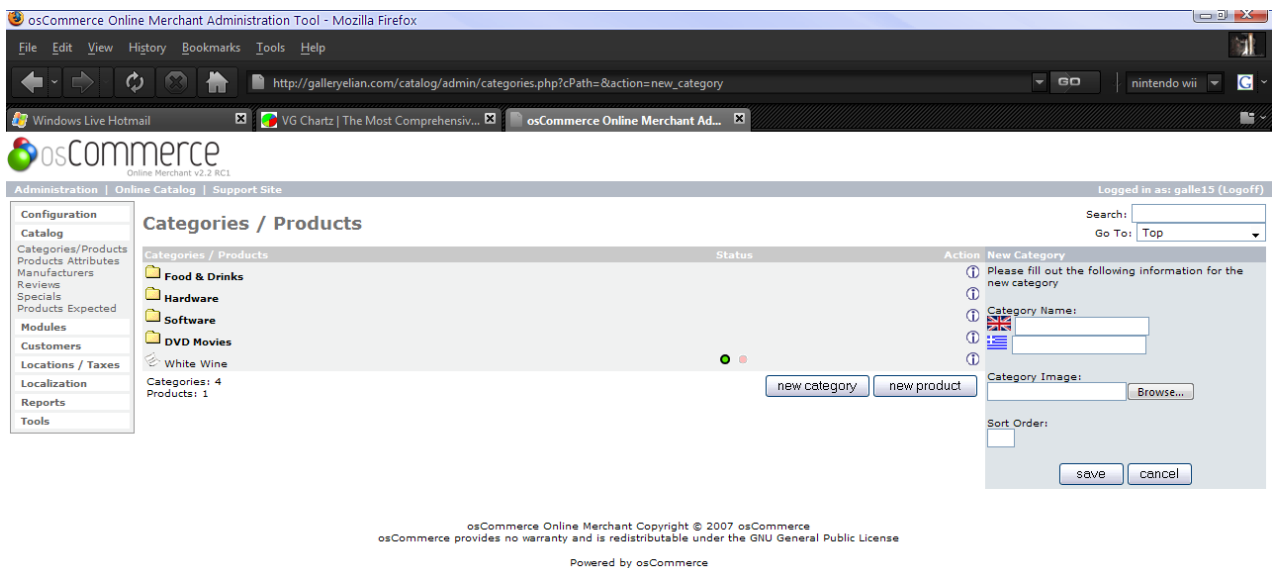 osCommerce Online Merchant Administration Tool - Mozilla Firefox
File Edit View History Bookmarks Tools Help
http://galleryelian.com/catalog/admin/categories.php?cPath=&action=new_category GO nintendo wii G
Windows Live Hotmail VG Chartz | The Most Comprehensiv... osCommerce Online Merchant Ad...
osCommerce
Online Merchant v2.2 RC1
Administration | Online Catalog | Support Site Logged in as: galle15 (Logoff)
Configuration
Catalog
Categories/Products
Products Attributes
Manufacturers
Reviews
Specials
Products Expected
Modules
Customers
Locations / Taxes
Localization
Reports
Tools
Categories / Products
Search:
Go To: Top
Categories / Products Status Action
Food & Drinks
Hardware
Software
DVD Movies
White Wine
Categories: 4
Products: 1
new category new product
New Category
Please fill out the following information for the
new category
Category Name:
Category Image:
Browse...
Sort Order:
save cancel
osCommerce Online Merchant Copyright © 2007 osCommerce
osCommerce provides no warranty and is redistributable under the GNU General Public License
Powered by osCommerce